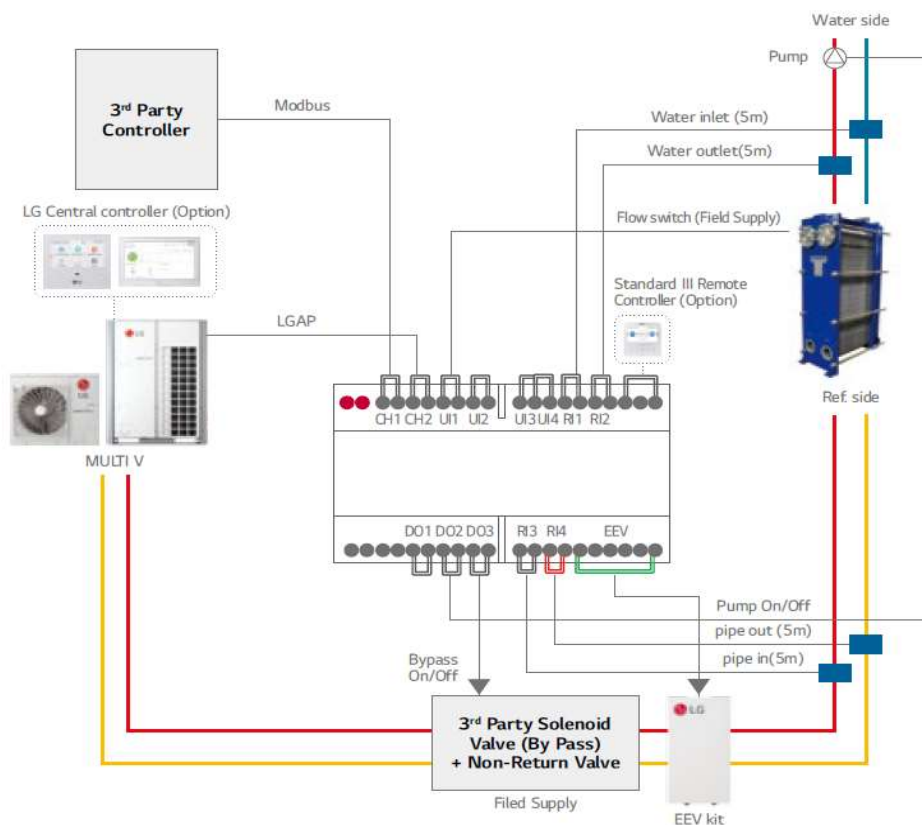 Water side
Pump
3rd Party
Controller
Modbus
Water inlet (5m)
Water outlet(5m)
LG Central controller (Option)
Flow switch (Field Supply)
Standard III Remote
Controller (Option)
LGAP
LG
LG
CH1 CH2 UI1 UI2 UI3 UI4 RI1 RI2
Ref. side
MULTI V
DO1 DO2 DO3 RI3 RI4 EEV
Pump On/Off
pipe out (5m)
pipe in(5m)
Bypass
On/Off
3rd Party Solenoid
Valve (By Pass)
+ Non-Return Valve
LG
Filed Supply
EEV kit